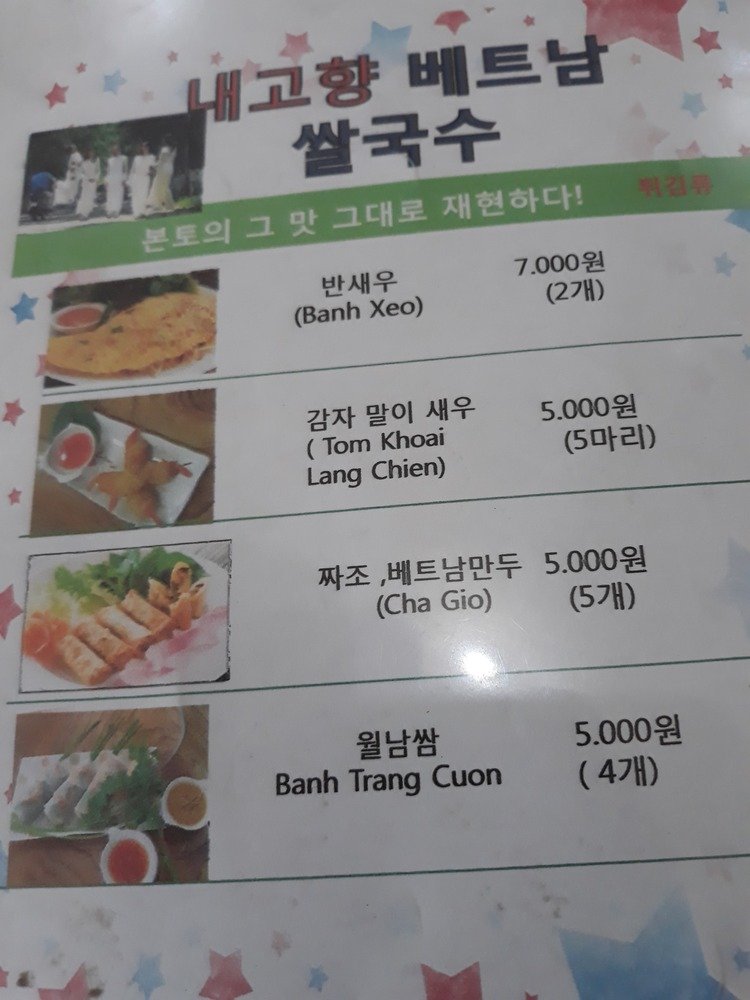 내고향 베트남
쌀국수
본토의 그 맛 그대로 재현하다!
튀김류
반새우
(Banh Xeo)
7.000원
(2개)
감자 말이 새우
( Tom Khoai
Lang Chien)
5.000원
(5마리)
짜조 ,베트남만두
(Cha Gio)
5.000원
(5개)
월남쌈
Banh Trang Cuon
5.000원
( 4개)